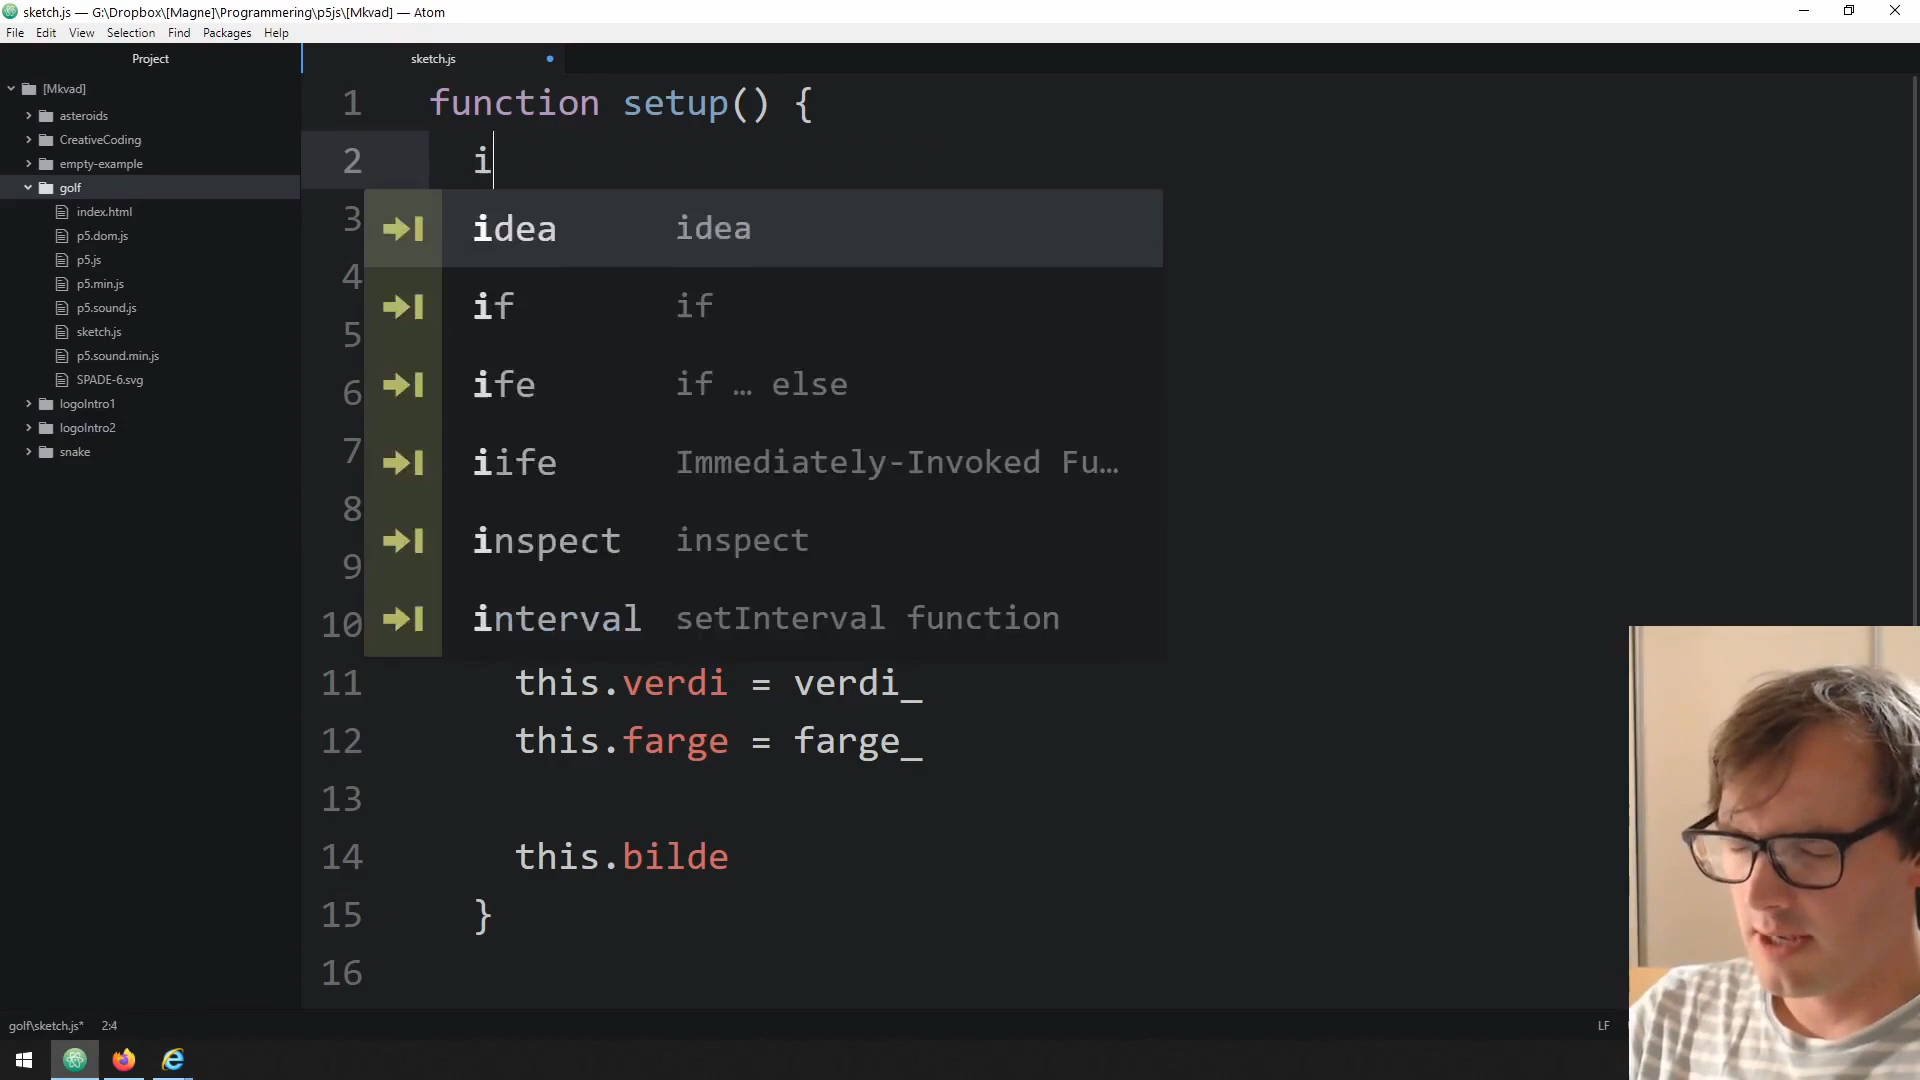 sketch.js — G:\Dropbox\[Magne]\Programmering\p5js\[Mkvad] — Atom
File Edit View Selection Find Packages Help
Project
[Mkvad]
asteroids
CreativeCoding
empty-example
golf
index.html
p5.dom.js
p5.js
p5.min.js
p5.sound.js
sketch.js
p5.sound.min.js
SPADE-6.svg
logoIntro1
logoIntro2
snake
sketch.js
1 function setup() {
2 i
3 idea idea
4 if if
5
6 ife if … else
7 iife Immediately-Invoked Fu…
8
9 inspect inspect
10 interval setInterval function
11 this.verdi = verdi_
12 this.farge = farge_
13
14 this.bilde
15 }
16
golf\sketch.js* 2:4
LF